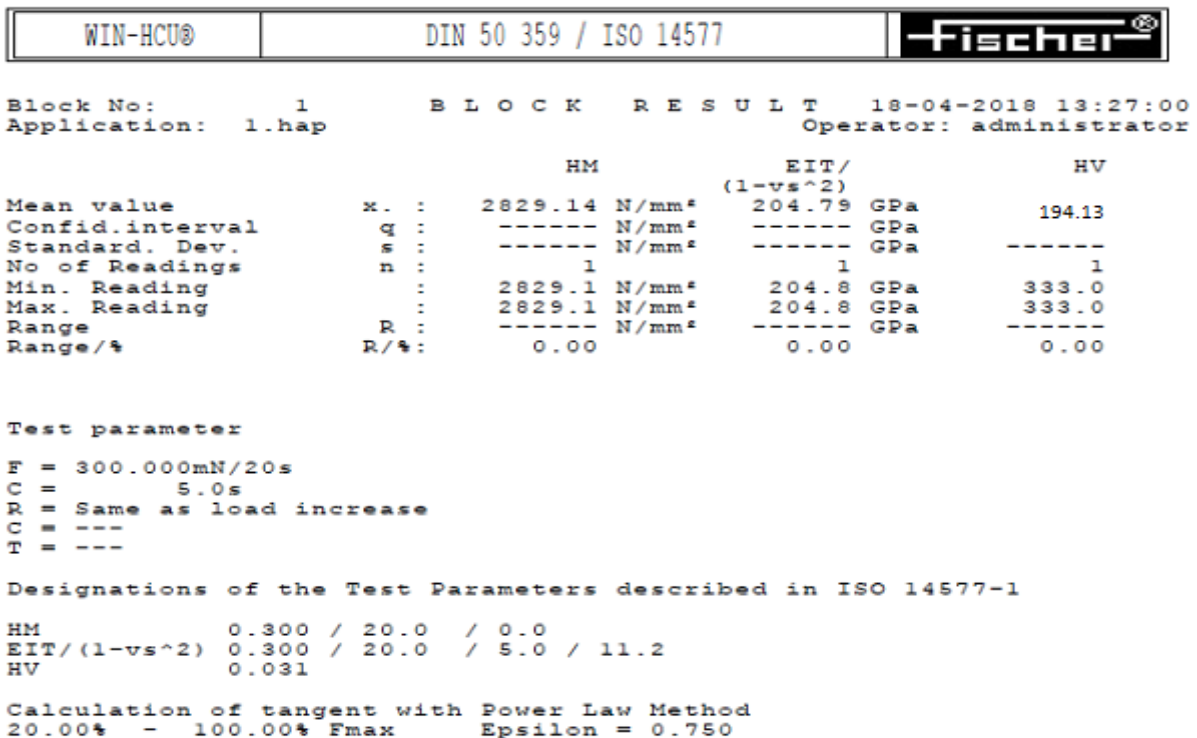 WIN-HCU® DIN 50 359 / ISO 14577 Fischer®
Block No: 1 B L O C K R E S U L T 18-04-2018 13:27:00
Application: 1.hap Operator: administrator
HM EIT/ HV
(1-vs^2)
Mean value x. : 2829.14 N/mm² 204.79 GPa 194.13
Confid.interval q : ------ N/mm² ------ GPa
Standard. Dev. s : ------ N/mm² ------ GPa ------
No of Readings n : 1 1 1
Min. Reading : 2829.1 N/mm² 204.8 GPa 333.0
Max. Reading : 2829.1 N/mm² 204.8 GPa 333.0
Range R : ------ N/mm² ------ GPa ------
Range/% R/%: 0.00 0.00 0.00
Test parameter
F = 300.000mN/20s
C = 5.0s
R = Same as load increase
C = ---
T = ---
Designations of the Test Parameters described in ISO 14577-1
HM 0.300 / 20.0 / 0.0
EIT/(1-vs^2) 0.300 / 20.0 / 5.0 / 11.2
HV 0.031
Calculation of tangent with Power Law Method
20.00% - 100.00% Fmax Epsilon = 0.750